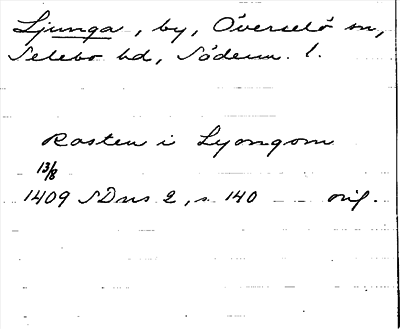 Ljunga, by, Överselö sn,
Selebo hd, Söderm. l.
Rosten i Lyongom
13/8
1409 SDns 2, s. 140 orig.